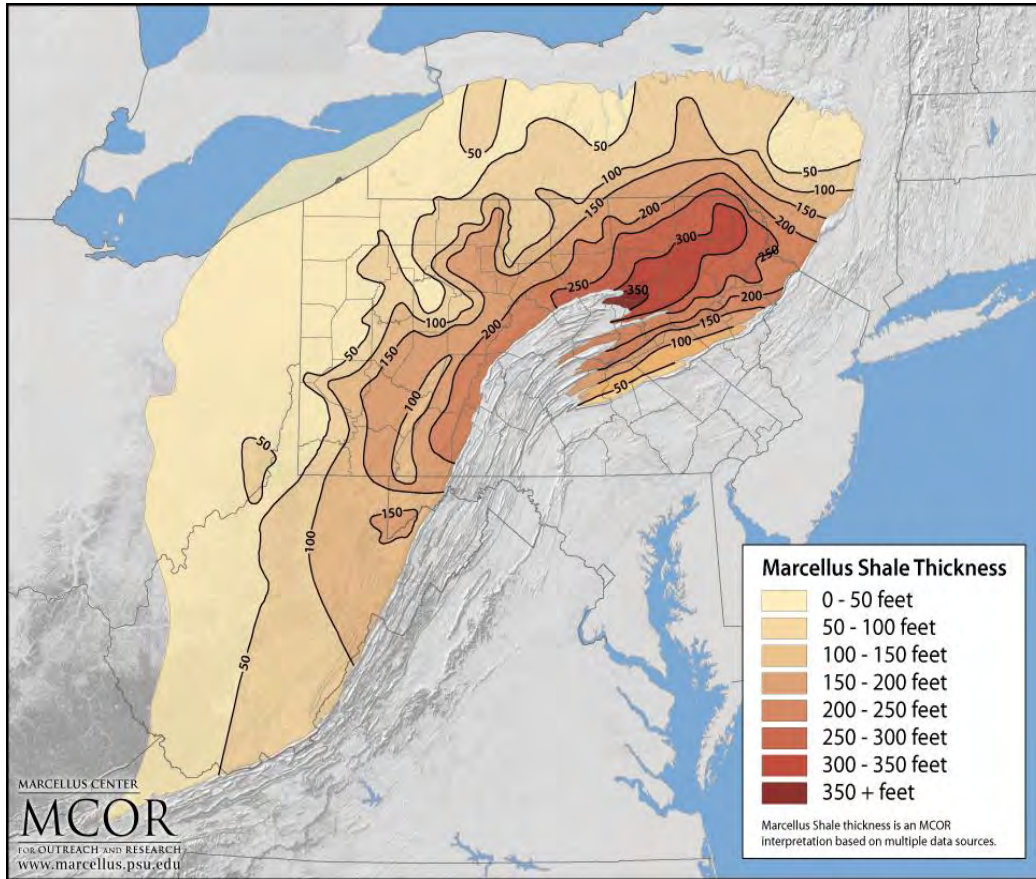 50
50
50
100
100
150
150
200
200
300
250
250
350
200
150
100
50
100
50
150
200
100
50
150
100
50
Marcellus Shale Thickness
0 - 50 feet
50 - 100 feet
100 - 150 feet
150 - 200 feet
200 - 250 feet
250 - 300 feet
300 - 350 feet
350 + feet
Marcellus Shale thickness is an MCOR
interpretation based on multiple data sources.
MARCELLUS CENTER
MCOR
FOR OUTREACH AND RESEARCH
www.marcellus.psu.edu